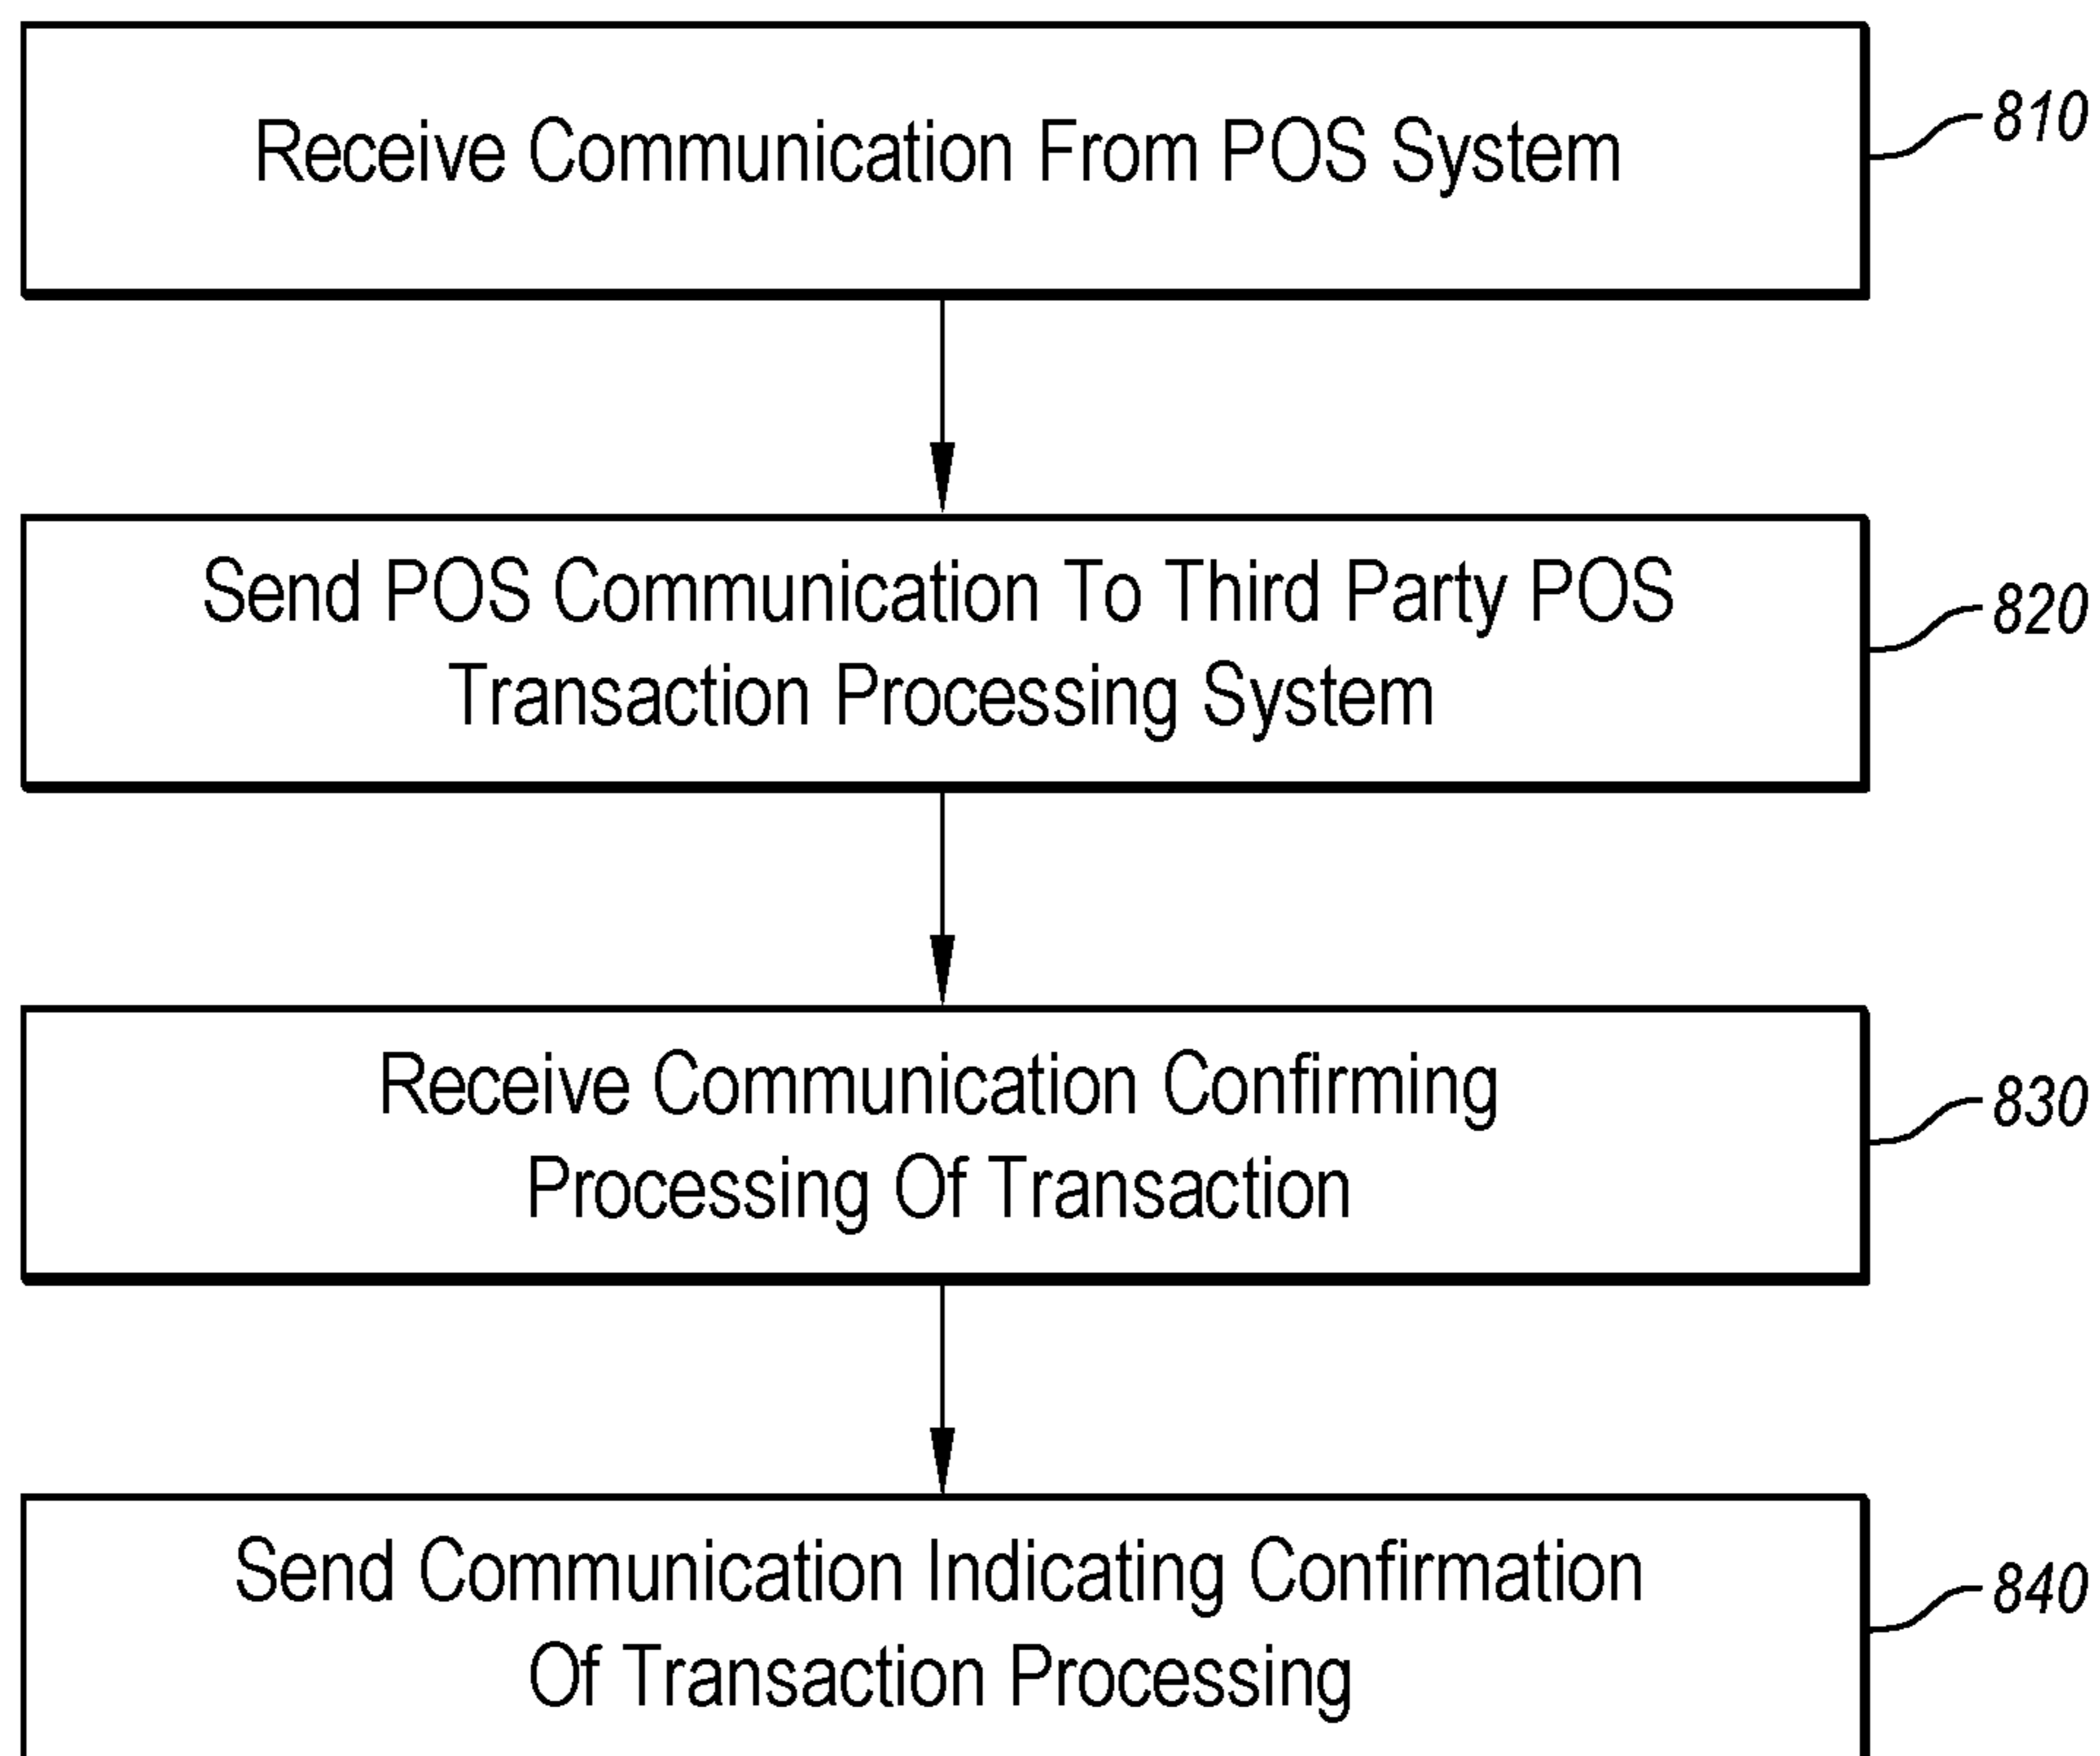 Receive Communication From POS System
810
Send POS Communication To Third Party POS
Transaction Processing System
820
Receive Communication Confirming
Processing Of Transaction
830
Send Communication Indicating Confirmation
Of Transaction Processing
840